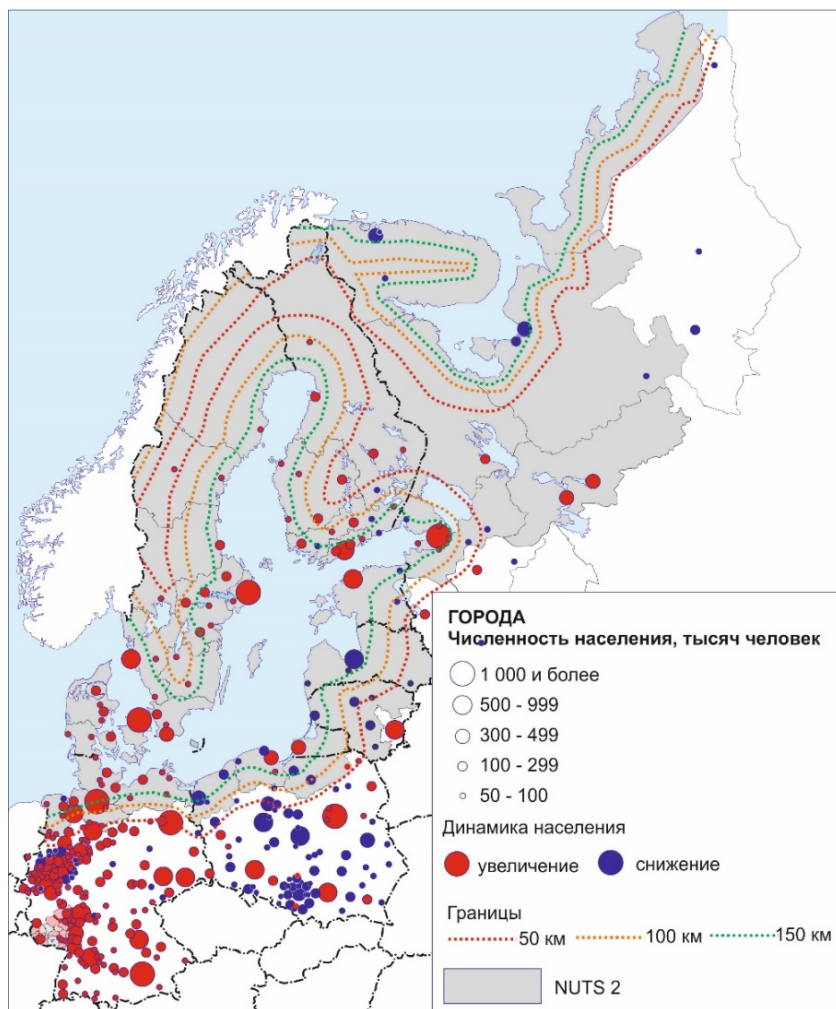 ГОРОДА
Численность населения, тысяч человек
1 000 и более
500 - 999
300 - 499
100 - 299
50 - 100
Динамика населения
увеличение снижение
Границы
50 км 100 км 150 км
NUTS 2